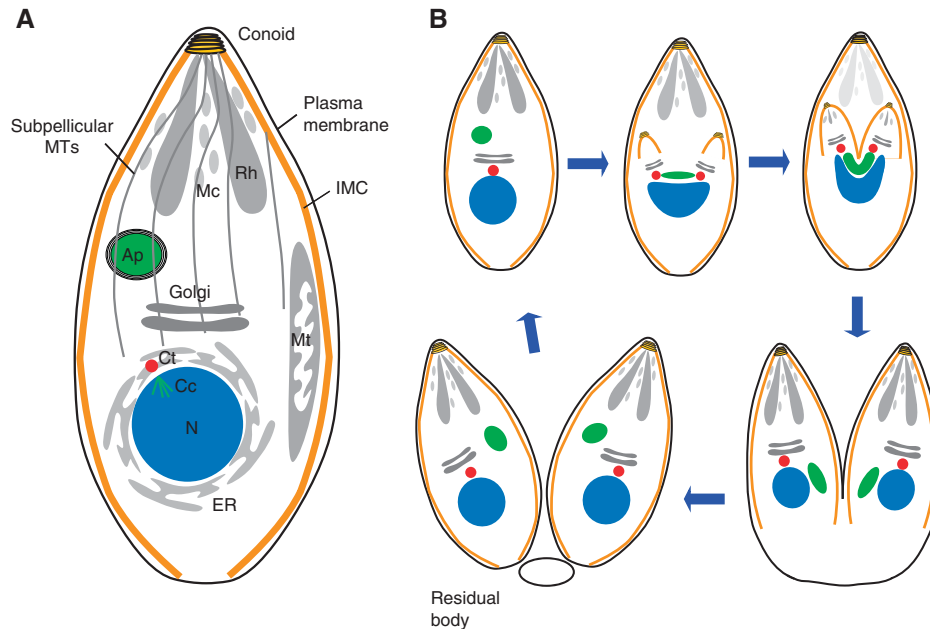 A
Conoid
Plasma
membrane
Subpellicular
MTs
Rh
Mc
IMC
Ap
Golgi
Mt
Ct
Cc
N
ER
B
Residual
body